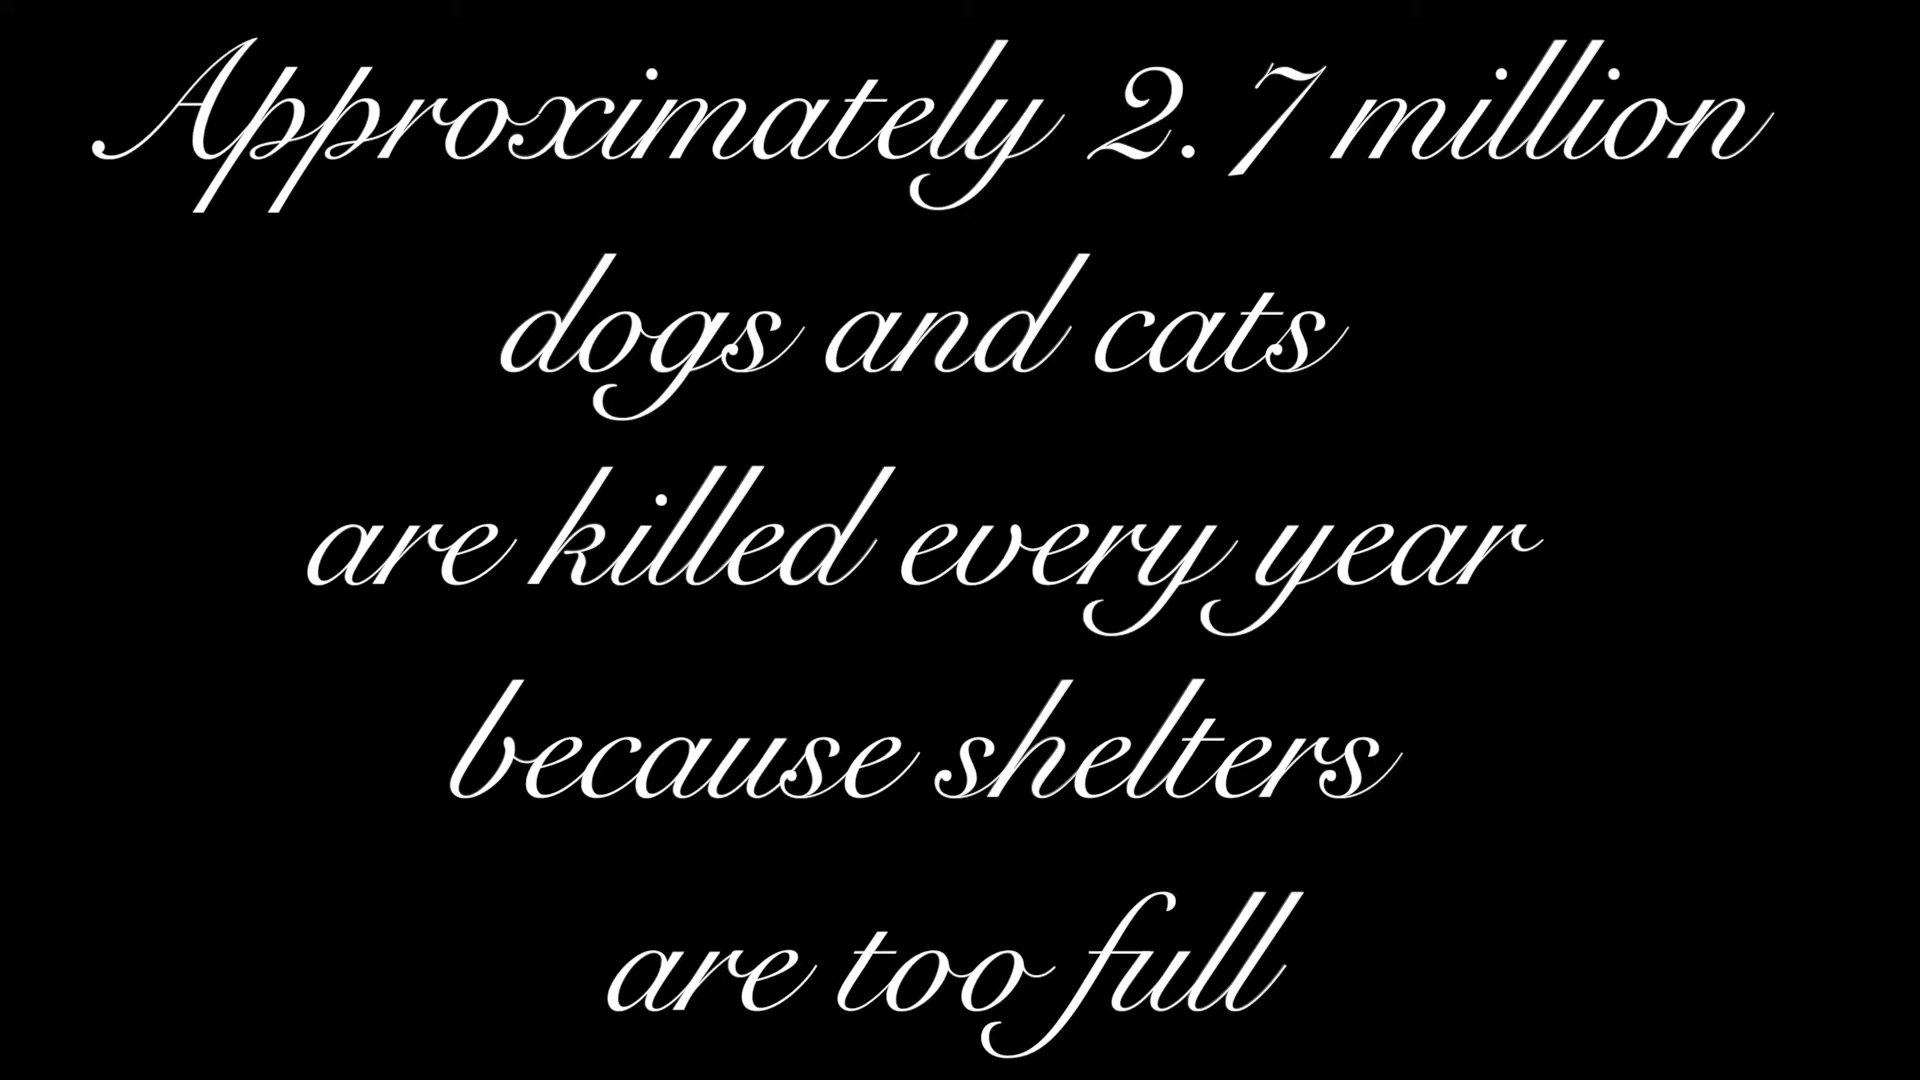 Approximately 2.7 million
dogs and cats
are killed every year
because shelters
are too full